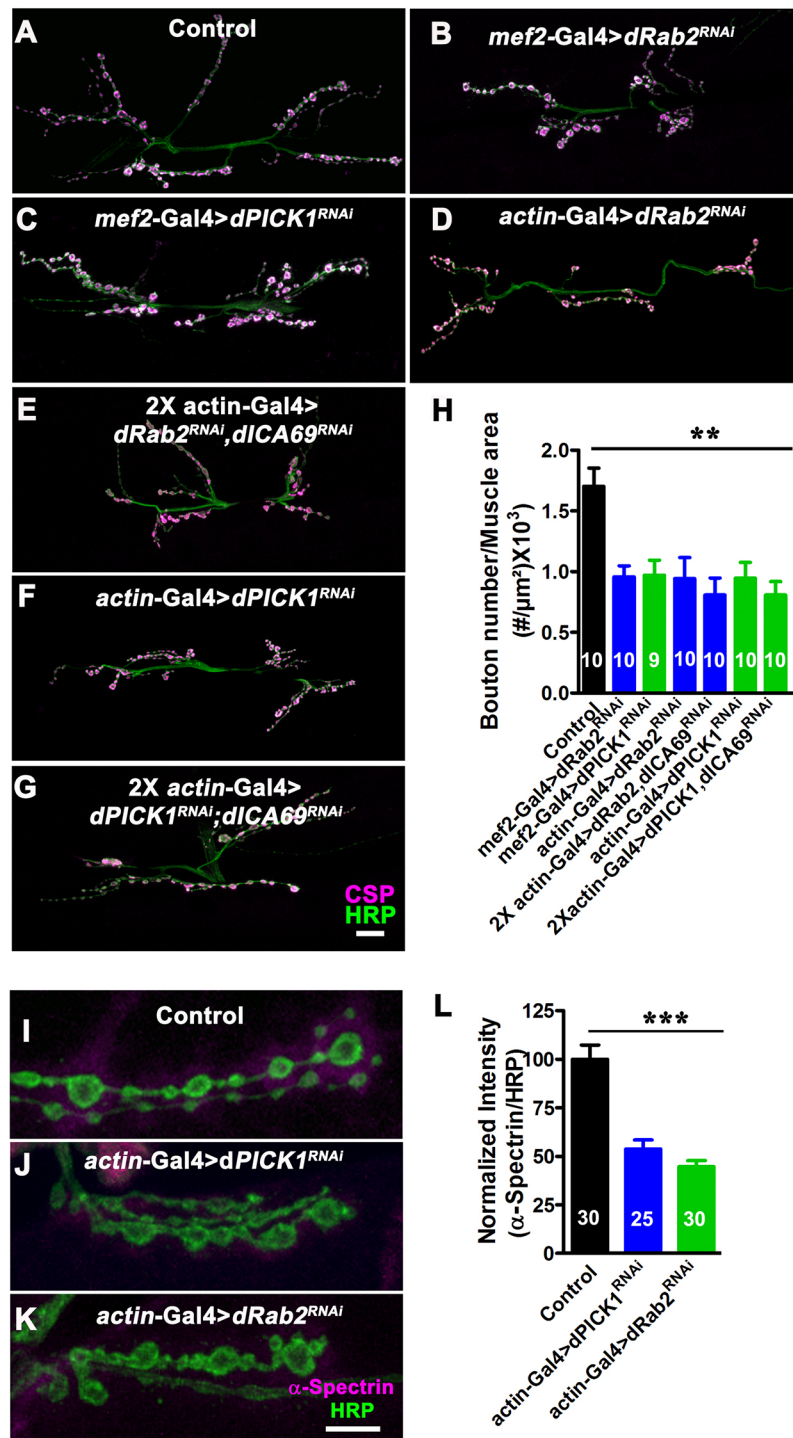 A
Control
B
mef2-Gal4>dRab2RNAi
C
mef2-Gal4>dPICK1RNAi
D
actin-Gal4>dRab2RNAi
E
2X actin-Gal4>
dRab2RNAi,dICA69RNAi
F
actin-Gal4>dPICK1RNAi
G
2X actin-Gal4>
dPICK1RNAi;dICA69RNAi
CSP
HRP
H
**
Bouton number/Muscle area
(#/µm²)X10³
2.0
1.5
1.0
0.5
0.0
10 10 9 10 10 10 10
Control
mef2-Gal4>dRab2RNAi
mef2-Gal4>dPICK1RNAi
actin-Gal4>dRab2RNAi
2X actin-Gal4>dRab2,dICA69RNAi
actin-Gal4>dPICK1RNAi
2Xactin-Gal4>dPICK1,dICA69RNAi
I
Control
J
actin-Gal4>dPICK1RNAi
K
actin-Gal4>dRab2RNAi
α-Spectrin
HRP
L
***
Normalized Intensity
(α-Spectrin/HRP)
125
100
75
50
25
0
30 25 30
Control
actin-Gal4>dPICK1RNAi
actin-Gal4>dRab2RNAi